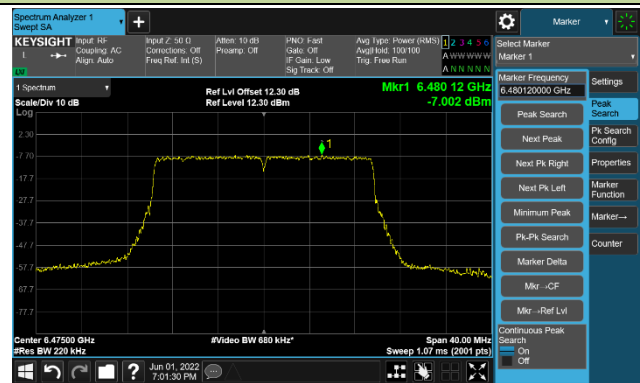 Spectrum Analyzer 1
Swept SA
Marker
KEYSIGHT
Input: RF
Coupling: AC
Align: Auto
Input Z: 50 Ω
Corrections: Off
Freq Ref: Int (S)
Atten: 10 dB
Preamp: Off
PNO: Fast
Gate: Off
IF Gain: Low
Sig Track: Off
Avg Type: Power (RMS)
Avg|Hold: 100/100
Trig: Free Run
1 2 3 4 5 6
A W W W W W
A N N N N N
L
LV
Select Marker
Marker 1
1 Spectrum
Scale/Div 10 dB
Log
Ref Lvl Offset 12.30 dB
Ref Level 12.30 dBm
Mkr1 6.480 12 GHz
-7.002 dBm
2.30
-7.70
-17.7
-27.7
-37.7
-47.7
-57.7
-67.7
-77.7
1
Center 6.47500 GHz
#Res BW 220 kHz
#Video BW 680 kHz*
Span 40.00 MHz
Sweep 1.07 ms (2001 pts)
Marker Frequency
6.480120000 GHz
Peak Search
Next Peak
Next Pk Right
Next Pk Left
Minimum Peak
Pk-Pk Search
Marker Delta
Mkr→CF
Mkr→Ref Lvl
Continuous Peak
Search
On
Off
Settings
Peak
Search
Pk Search
Config
Properties
Marker
Function
Marker→
Counter
?
Jun 01, 2022
7:01:30 PM